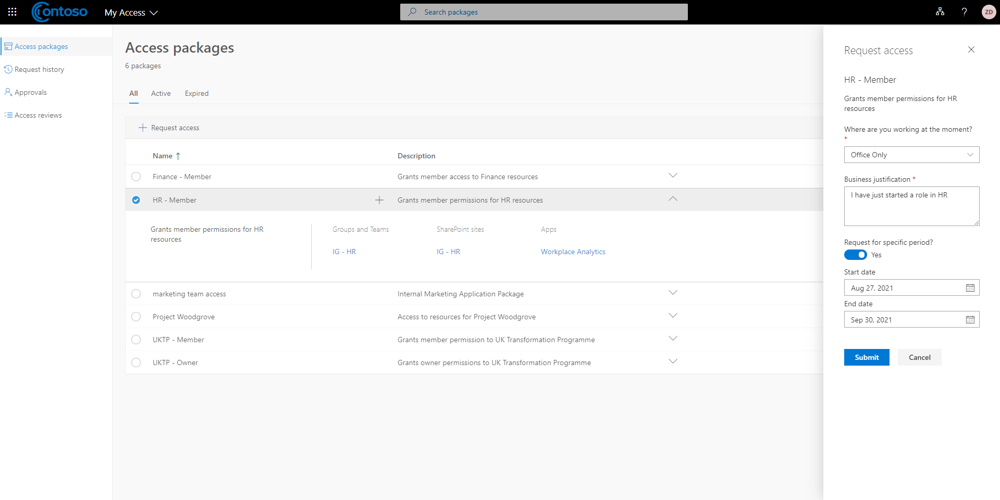 Contoso
My Access
Search packages
?
ZD
Access packages
Request history
Approvals
Access reviews
Access packages
6 packages
All
Active
Expired
Request access
Name
Description
Finance - Member
Grants member access to Finance resources
HR - Member
Grants member permissions for HR resources
Grants member permissions for HR
resources
Groups and Teams
SharePoint sites
Apps
IG - HR
IG - HR
Workplace Analytics
marketing team access
Internal Marketing Application Package
Project Woodgrove
Access to resources for Project Woodgrove
UKTP - Member
Grants member permission to UK Transformation Programme
UKTP - Owner
Grants owner permissions to UK Transformation Programme
Request access
HR - Member
Grants member permissions for HR
resources
Where are you working at the moment?
*
Office Only
Business justification *
I have just started a role in HR
Request for specific period?
Yes
Start date
Aug 27, 2021
End date
Sep 30, 2021
Submit
Cancel